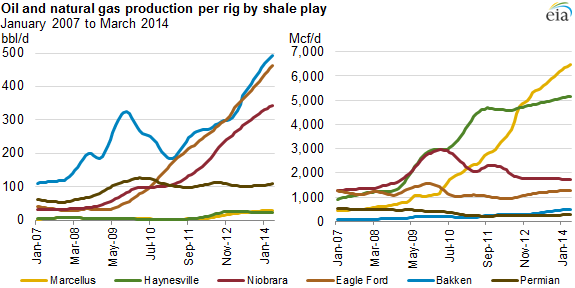 Oil and natural gas production per rig by shale play
January 2007 to March 2014
eia
bbl/d
500
400
300
200
100
0
Jan-07
Mar-08
May-09
Jul-10
Sep-11
Nov-12
Jan-14
Mcf/d
7,000
6,000
5,000
4,000
3,000
2,000
1,000
0
Jan-07
Mar-08
May-09
Jul-10
Sep-11
Nov-12
Jan-14
Marcellus Haynesville Niobrara Eagle Ford Bakken Permian